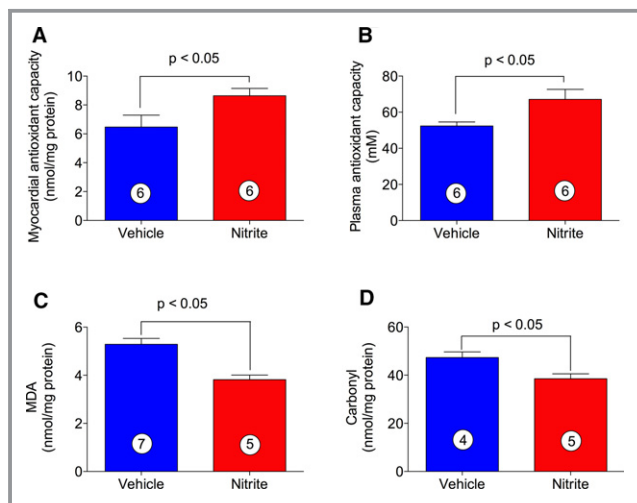 A
p < 0.05
Myocardial antioxidant capacity
(nmol/mg protein)
10
8
6
4
2
0
6
6
Vehicle
Nitrite
B
p < 0.05
Plasma antioxidant capacity
(mM)
80
60
40
20
0
6
6
Vehicle
Nitrite
C
p < 0.05
MDA
(nmol/mg protein)
6
4
2
0
7
5
Vehicle
Nitrite
D
p < 0.05
Carbonyl
(nmol/mg protein)
60
40
20
0
4
5
Vehicle
Nitrite